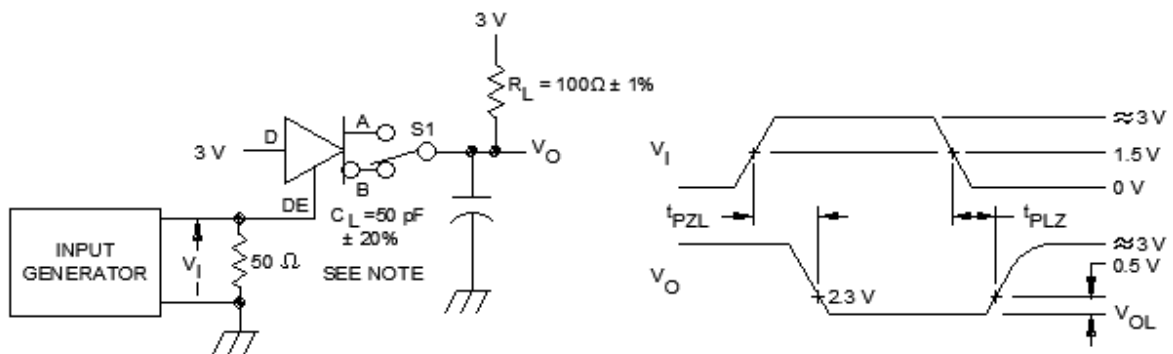 3 V
R_L = 100Ω ± 1%
A
S1
D
3 V
V_O
B
DE
C_L =50 pF
± 20%
INPUT
GENERATOR
V_I
50 Ω
SEE NOTE
V_I
≈3 V
1.5 V
0 V
t_PZL
t_PLZ
V_O
≈3 V
0.5 V
2.3 V
V_OL